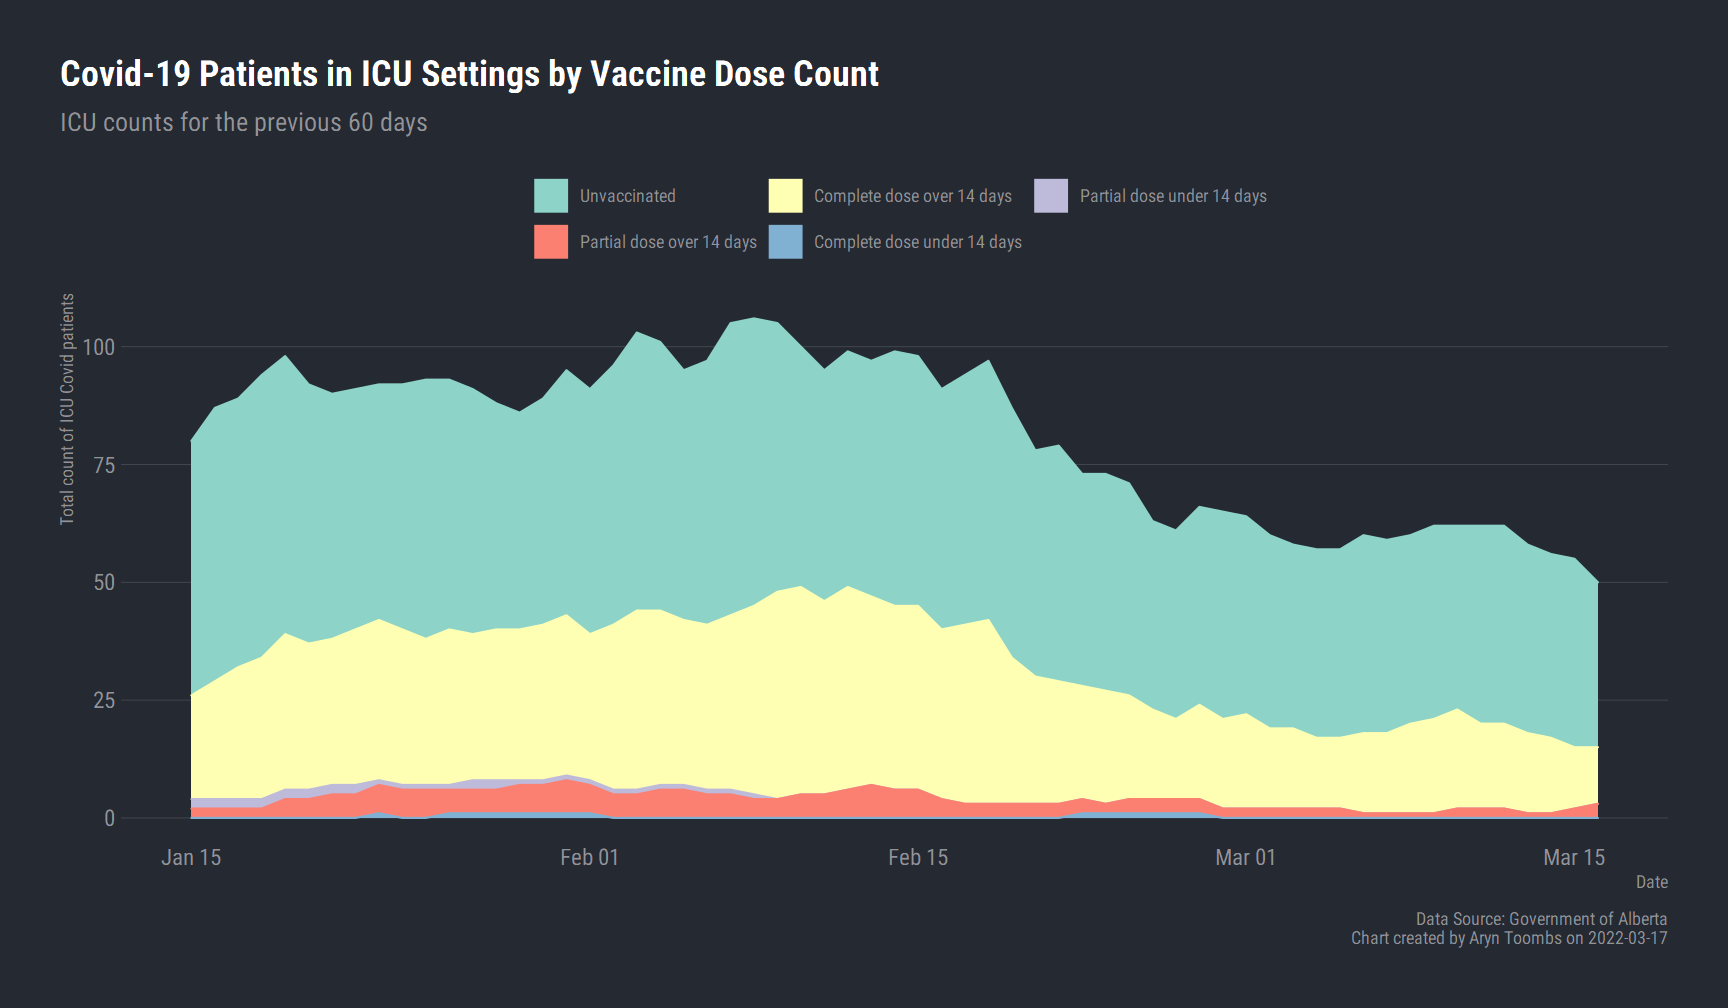 Covid-19 Patients in ICU Settings by Vaccine Dose Count
ICU counts for the previous 60 days
Unvaccinated
Complete dose over 14 days
Partial dose under 14 days
Partial dose over 14 days
Complete dose under 14 days
Total count of ICU Covid patients
100
75
50
25
0
Jan 15
Feb 01
Feb 15
Mar 01
Mar 15
Date
Data Source: Government of Alberta
Chart created by Aryn Toombs on 2022-03-17